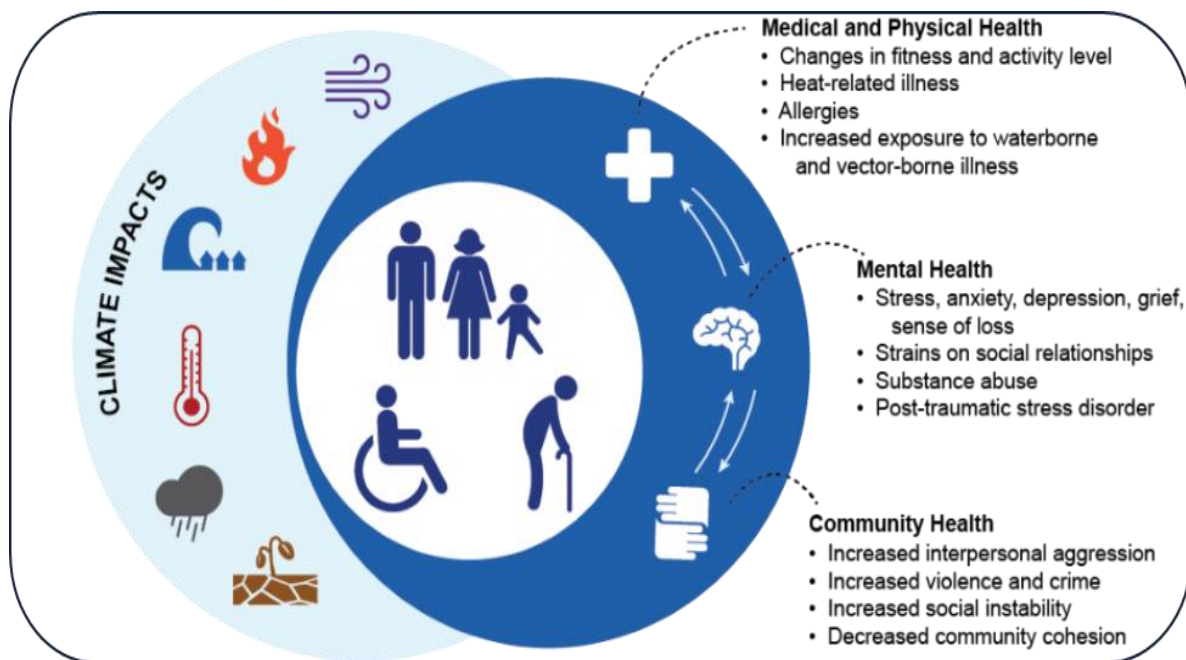 CLIMATE IMPACTS
Medical and Physical Health
• Changes in fitness and activity level
• Heat-related illness
• Allergies
• Increased exposure to waterborne
and vector-borne illness
Mental Health
• Stress, anxiety, depression, grief,
sense of loss
• Strains on social relationships
• Substance abuse
• Post-traumatic stress disorder
Community Health
• Increased interpersonal aggression
• Increased violence and crime
• Increased social instability
• Decreased community cohesion